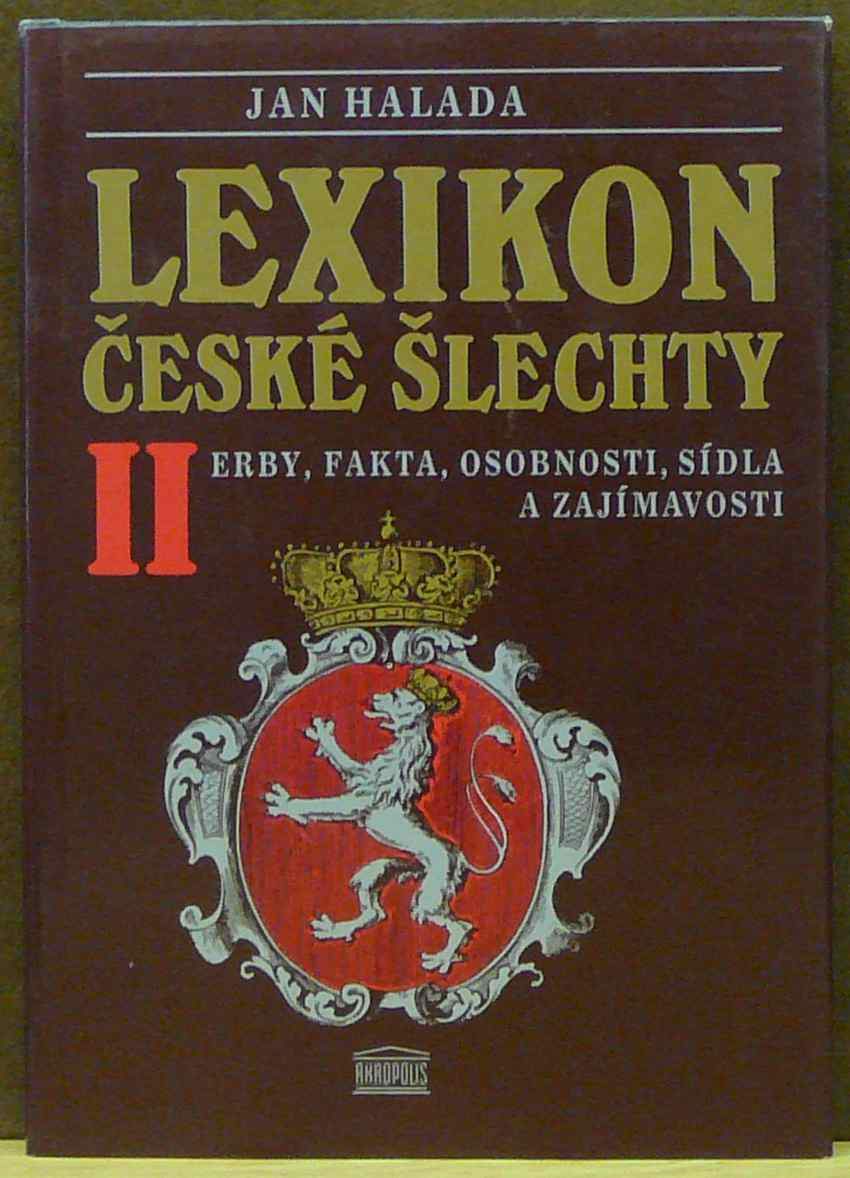 JAN HALADA
LEXIKON
ČESKÉ ŠLECHTY
II
ERBY, FAKTA, OSOBNOSTI, SÍDLA
A ZAJÍMAVOSTI
AKROPOLIS